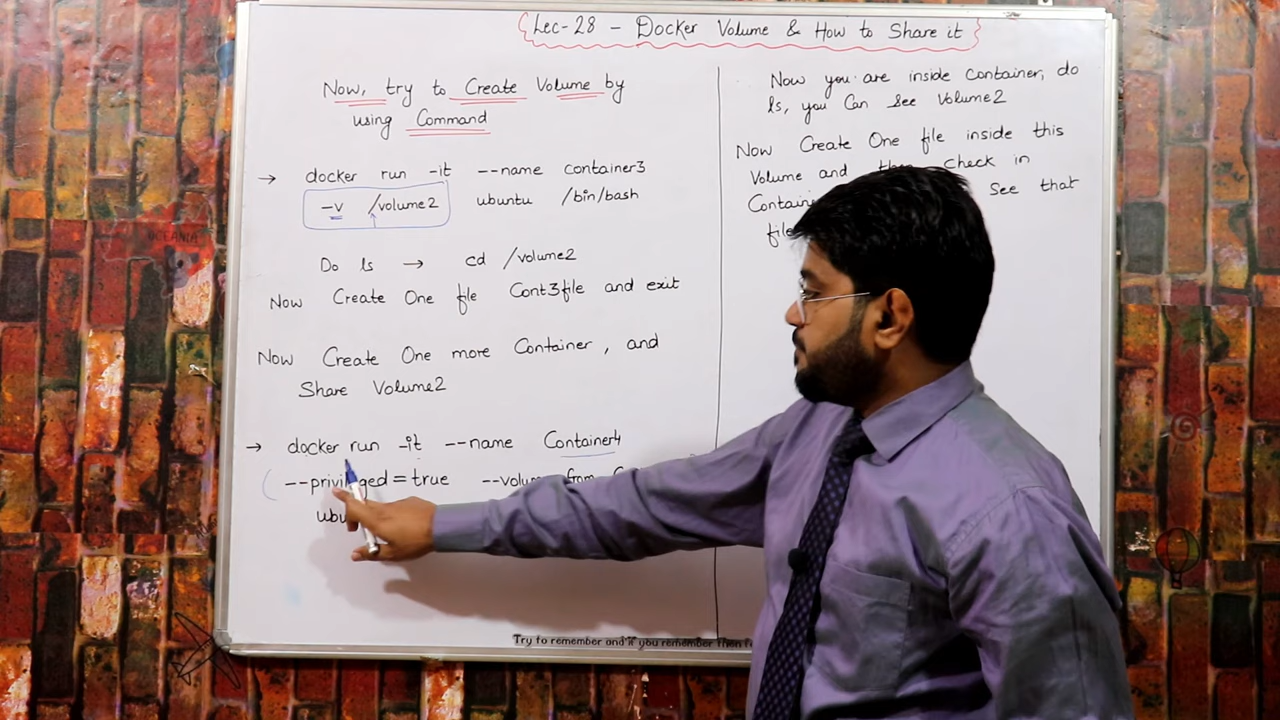 Lec-28 - Docker Volume & How to Share it
Now, try to Create Volume by
using Command
→ docker run -it --name container3
-v /volume2 ubuntu /bin/bash
Do ls → cd /volume2
Now Create One file Cont3file and exit
Now Create One more Container, and
Share Volume2
→ docker run -it --name Container4
--privileged=true
Now you are inside Container, do
ls, you Can see Volume2
Now Create One file inside this
Volume and check in
see that
Try to remember and if you remember then
OCEANIA